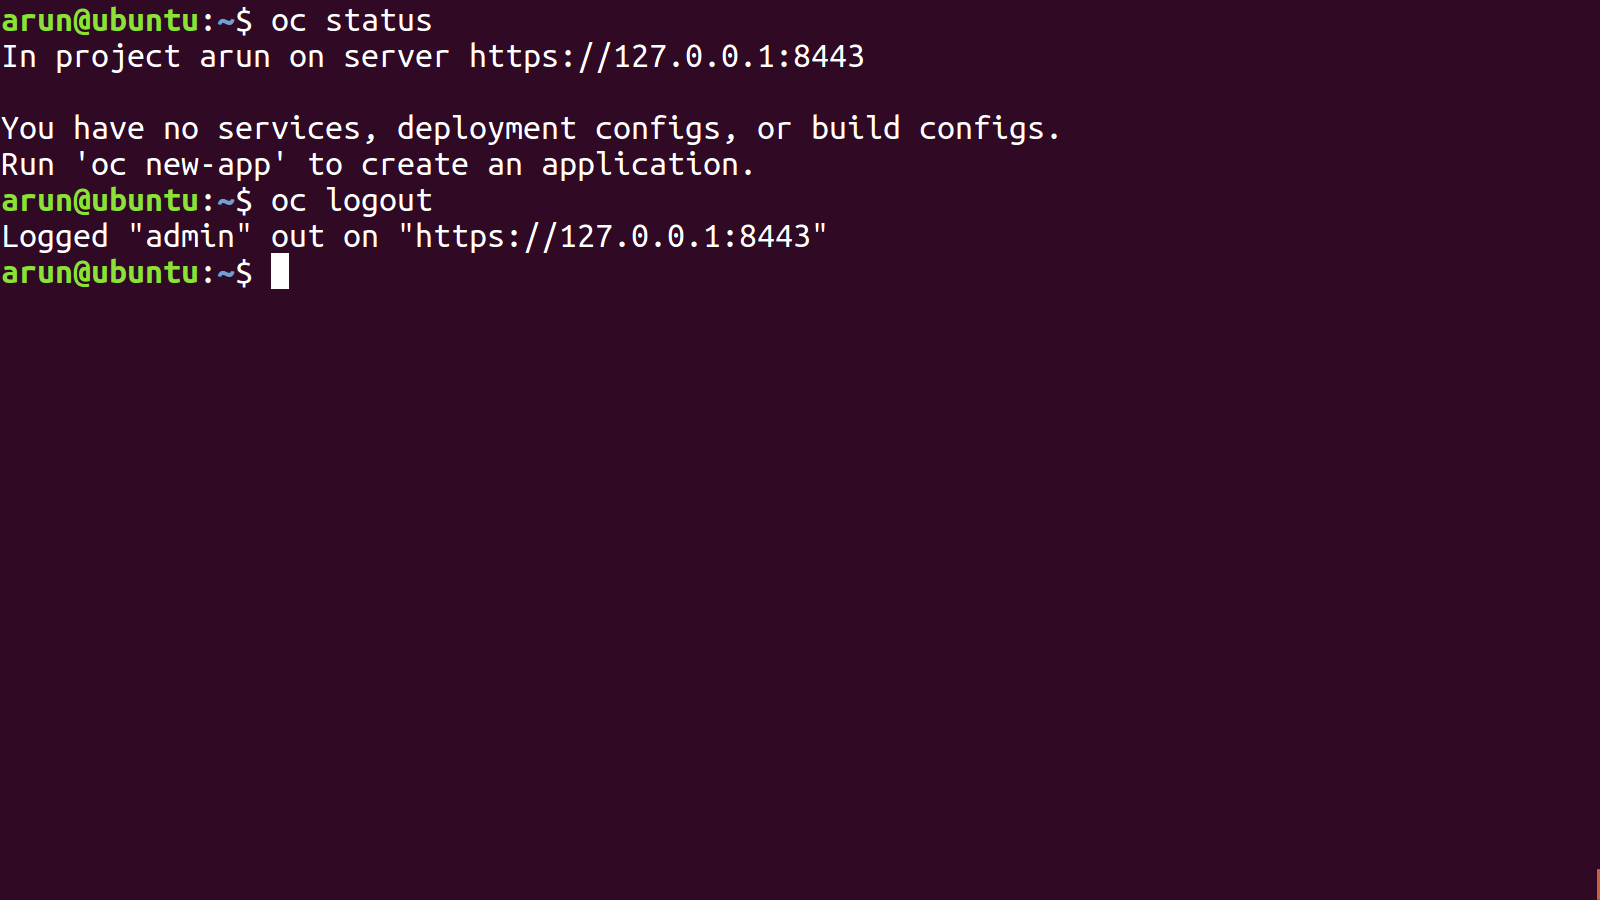 arun@ubuntu:~$ oc status
In project arun on server https://127.0.0.1:8443
You have no services, deployment configs, or build configs.
Run 'oc new-app' to create an application.
arun@ubuntu:~$ oc logout
Logged "admin" out on "https://127.0.0.1:8443"
arun@ubuntu:~$